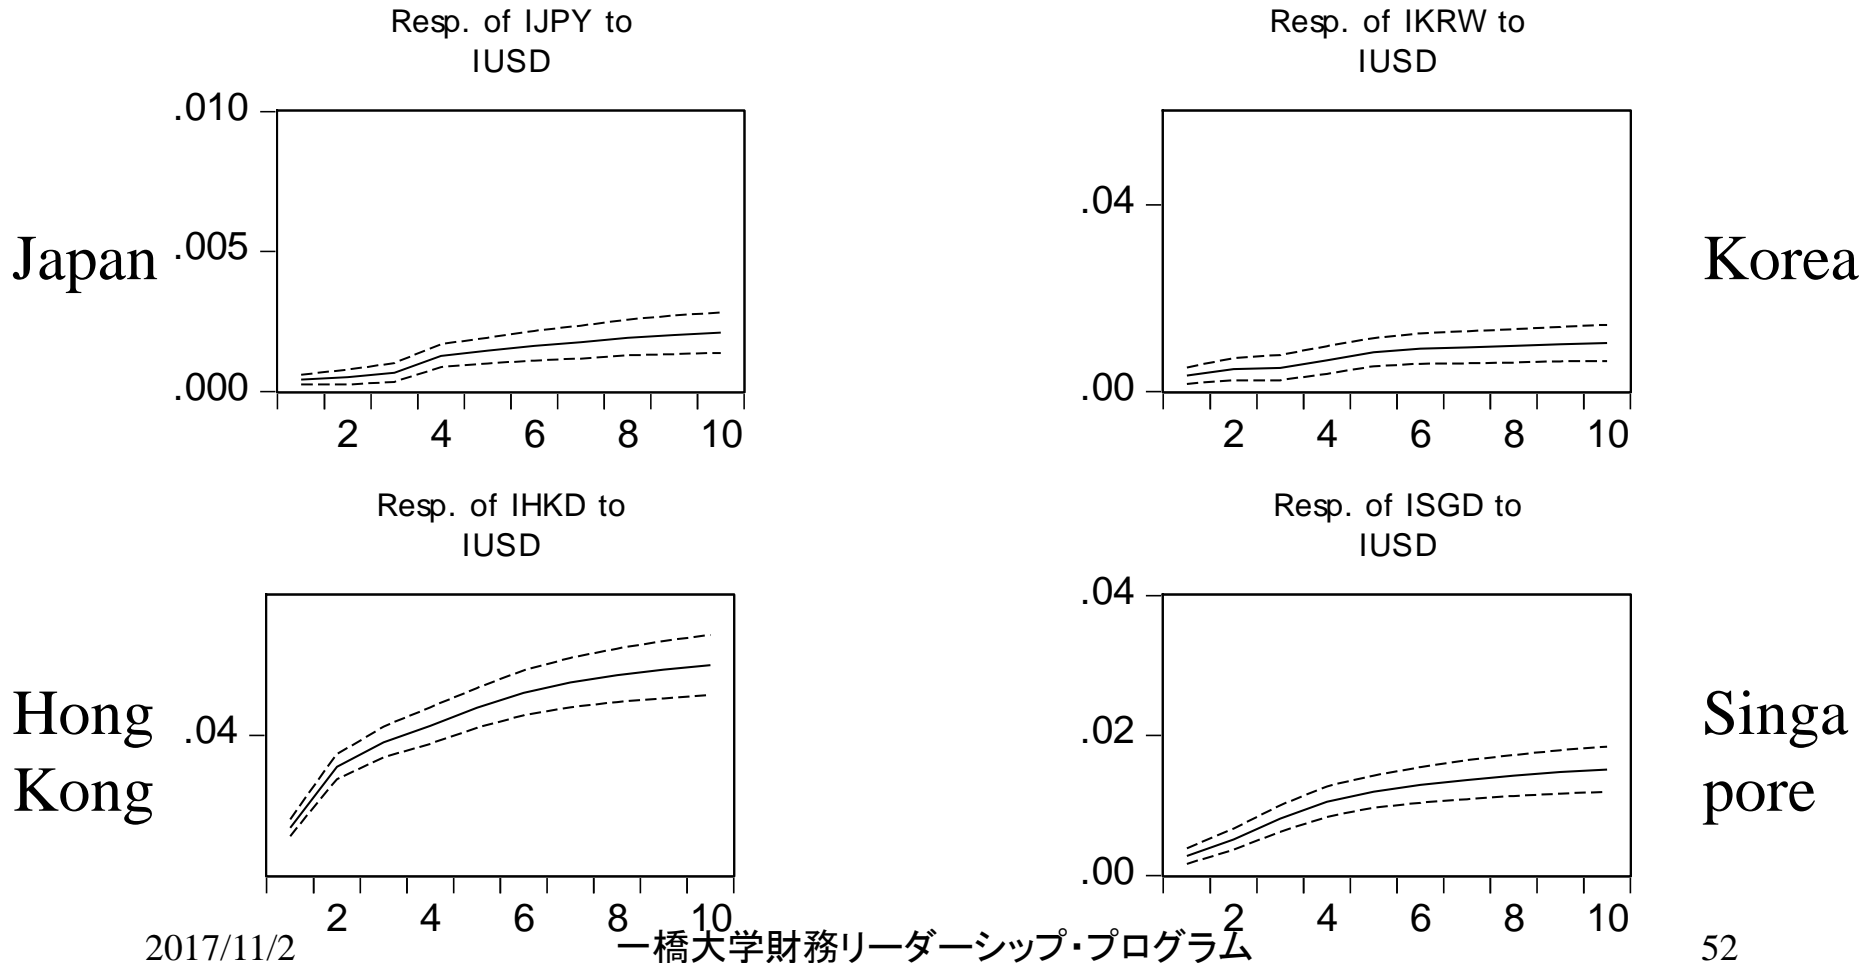 Resp. of IJPY to
IUSD
.010
.005
.000
2 4 6 8 10
Japan
Resp. of IKRW to
IUSD
.04
.00
2 4 6 8 10
Korea
Resp. of IHKD to
IUSD
.04
2 4 6 8 10
Hong
Kong
Resp. of ISGD to
IUSD
.04
.02
.00
2 4 6 8 10
Singa
pore
2017/11/2
一橋大学財務リーダーシップ・プログラム
52